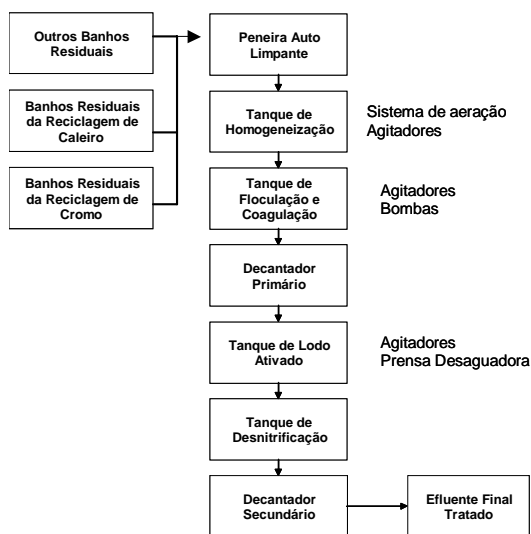 Outros Banhos
Residuais
Peneira Auto
Limpante
Banhos Residuais
da Reciclagem de
Caleiro
Tanque de
Homogeneização
Sistema de aeração
Agitadores
Banhos Residuais
da Reciclagem de
Cromo
Tanque de
Floculação e
Coagulação
Agitadores
Bombas
Decantador
Primário
Tanque de Lodo
Ativado
Agitadores
Prensa Desaguadora
Tanque de
Desnitrificação
Decantador
Secundário
Efluente Final
Tratado